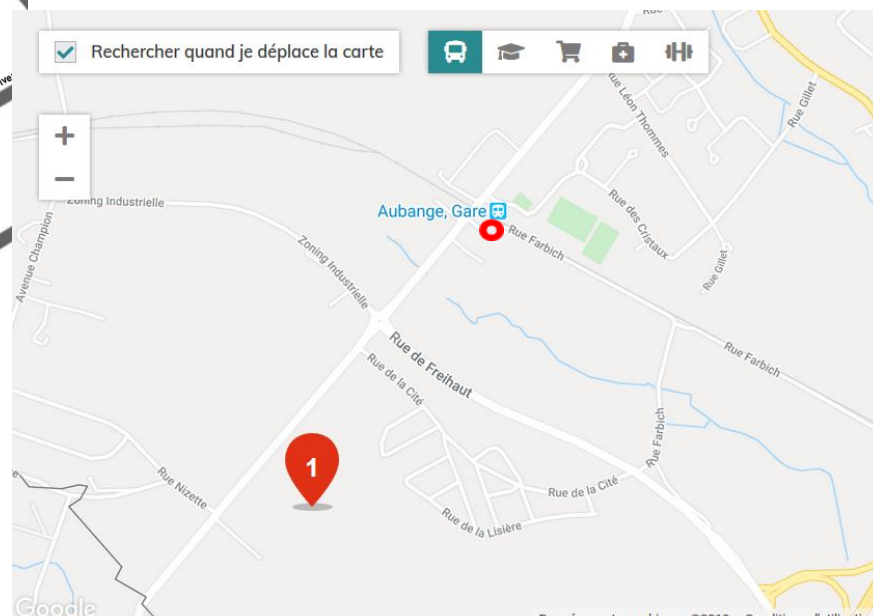 Rechercher quand je déplace la carte
+
−
Rue Léon Thommes
Rue Gillet
Zoning Industrielle
Aubange, Gare
Rue des Cristaux
Rue Farbich
Avenue Champion
Zoning Industrielle
Rue Gillet
Rue de Freihaut
Rue Farbich
Rue de la Cité
Rue Farbich
1
Rue Nizette
Rue de la Cité
Rue de la Lisière
Google